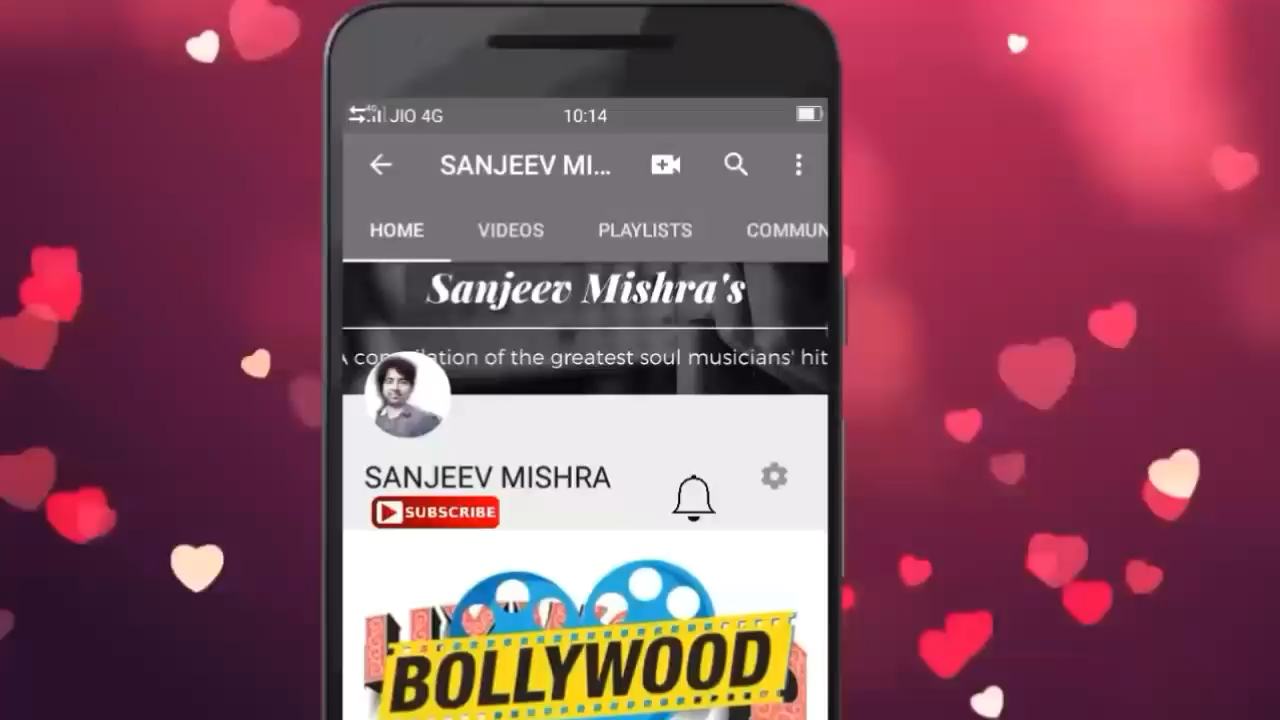 4G JIO 4G 10:14
SANJEEV MI...
HOME VIDEOS PLAYLISTS COMMUN
Sanjeev Mishra's
of the greatest soul musicians' hit
SANJEEV MISHRA
SUBSCRIBE
BOLLYWOOD